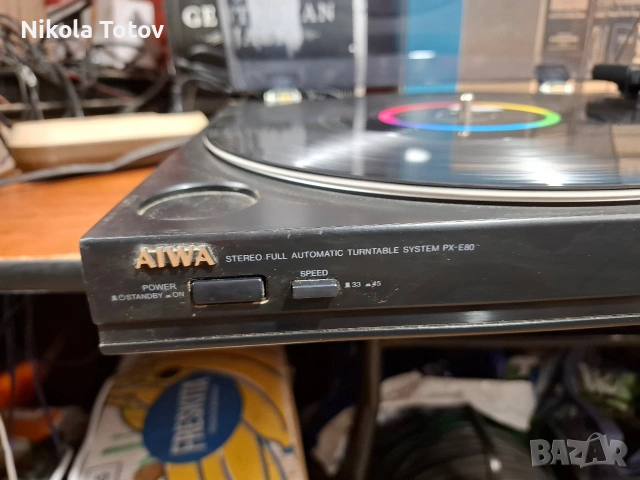 Nikola Totov
AIWA STEREO FULL AUTOMATIC TURNTABLE SYSTEM PX-E80
SPEED
POWER
STANDBY ON
33 45
BAZAR